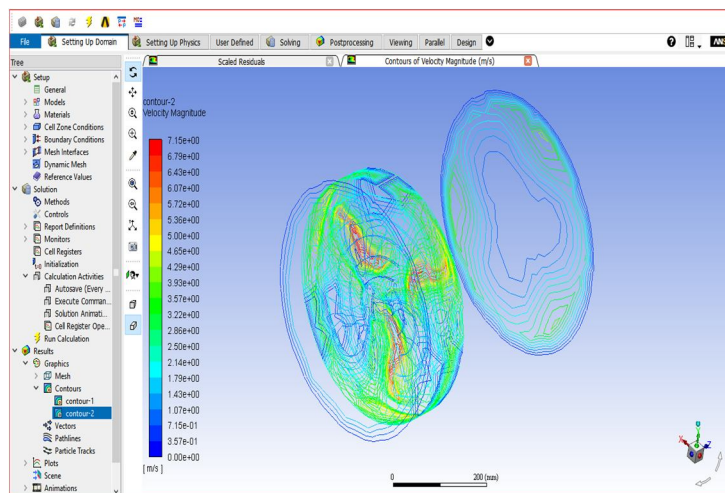 File
Setting Up Domain
Setting Up Physics
User Defined
Solving
Postprocessing
Viewing
Parallel
Design
Tree
Scaled Residuals
Contours of Velocity Magnitude (m/s)
Setup
General
Models
Materials
Cell Zone Conditions
Boundary Conditions
Mesh Interfaces
Dynamic Mesh
Reference Values
Solution
Methods
Controls
Report Definitions
Monitors
Cell Registers
Initialization
Calculation Activities
Autosave (Every ...
Execute Comman...
Solution Animati...
Cell Register Ope...
Run Calculation
Results
Graphics
Mesh
Contours
contour-1
contour-2
Vectors
Pathlines
Particle Tracks
Plots
Scene
Animations
contour-2
Velocity Magnitude
7.15e+00
6.79e+00
6.43e+00
6.07e+00
5.72e+00
5.36e+00
5.00e+00
4.65e+00
4.29e+00
3.93e+00
3.57e+00
3.22e+00
2.86e+00
2.50e+00
2.14e+00
1.79e+00
1.43e+00
1.07e+00
7.15e-01
3.57e-01
0.00e+00
[ m/s ]
0
200 (mm)